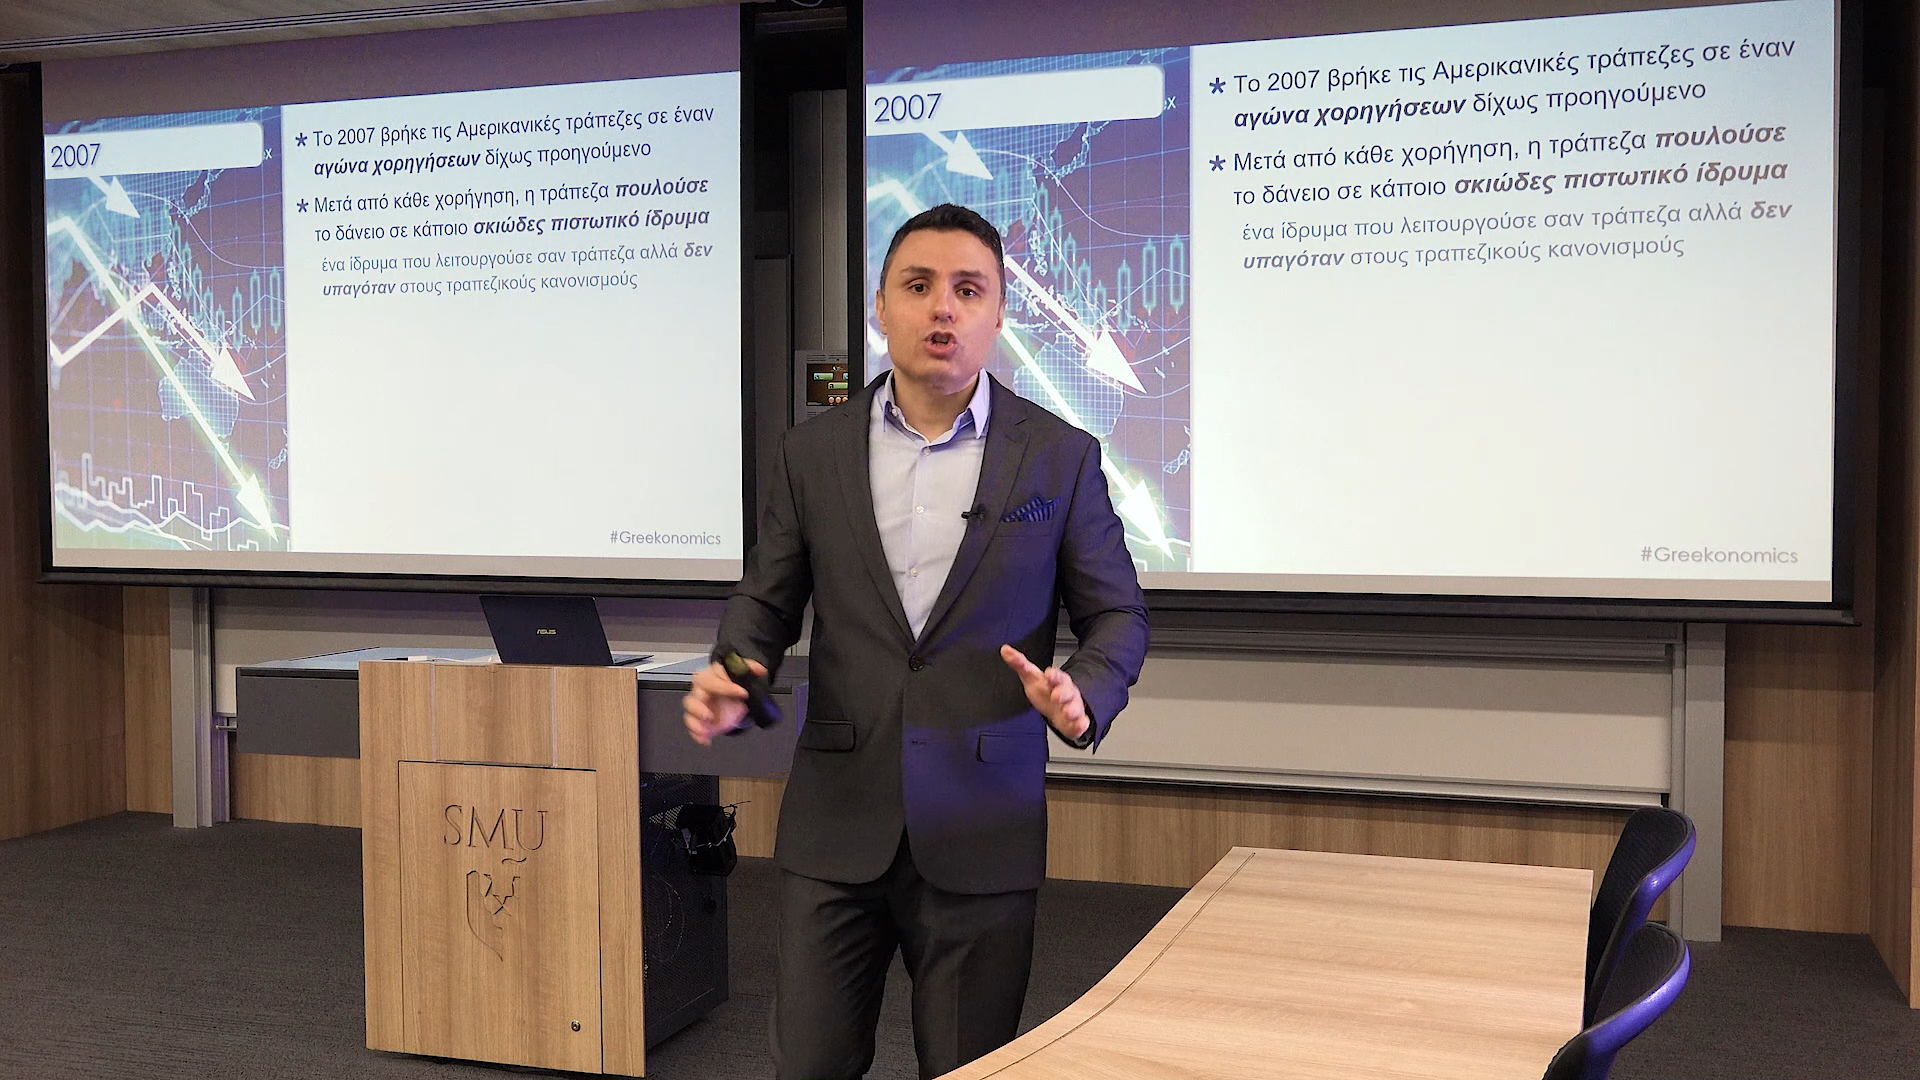 2007
* Το 2007 βρήκε τις Αμερικανικές τράπεζες σε έναν
αγώνα χορηγήσεων δίχως προηγούμενο
* Μετά από κάθε χορήγηση, η τράπεζα πουλούσε
το δάνειο σε κάποιο σκιώδες πιστωτικό ίδρυμα
ένα ίδρυμα που λειτουργούσε σαν τράπεζα αλλά δεν
υπαγόταν στους τραπεζικούς κανονισμούς
#Greekonomics
2007
* Το 2007 βρήκε τις Αμερικανικές τράπεζες σε έναν
αγώνα χορηγήσεων δίχως προηγούμενο
* Μετά από κάθε χορήγηση, η τράπεζα πουλούσε
το δάνειο σε κάποιο σκιώδες πιστωτικό ίδρυμα
ένα ίδρυμα που λειτουργούσε σαν τράπεζα αλλά δεν
υπαγόταν στους τραπεζικούς κανονισμούς
#Greekonomics
ASUS
SMU